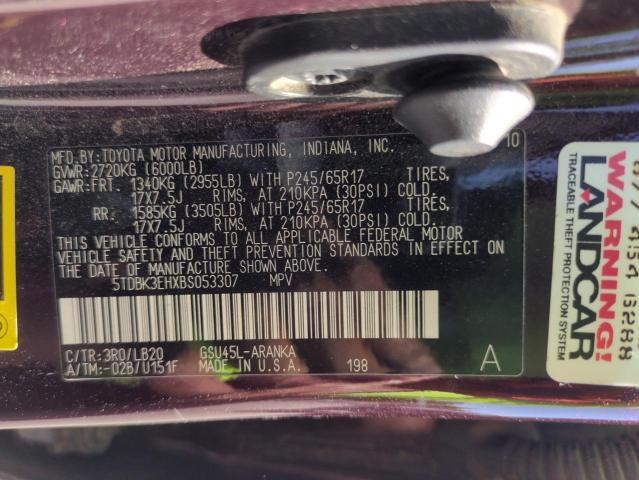 MFD.BY:TOYOTA MOTOR MANUFACTURING, INDIANA, INC. 10
GVWR:2720KG (6000LB)
GAWR:FRT. 1340KG (2955LB) WITH P245/65R17 TIRES,
17X7.5J RIMS, AT 210KPA (30PSI) COLD.
RR: 1585KG (3505LB) WITH P245/65R17 TIRES,
17X7.5J RIMS, AT 210KPA (30PSI) COLD.
THIS VEHICLE CONFORMS TO ALL APPLICABLE FEDERAL MOTOR
VEHICLE SAFETY AND THEFT PREVENTION STANDARDS IN EFFECT ON
THE DATE OF MANUFACTURE SHOWN ABOVE.
5TDBK3EHXBS053307 MPV
C/TR:3R0/LB20 GSU45L-ARANKA
A/TM:-02B/U151F MADE IN U.S.A. 198 A
WARNING!
LANDCAR
TRACEABLE THEFT PROTECTION SYSTEM